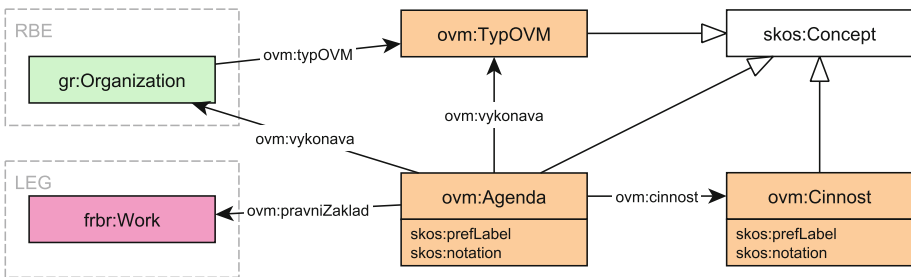 RBE
gr:Organization
ovm:typOVM
ovm:TypOVM
skos:Concept
ovm:vykonava
ovm:vykonava
LEG
frbr:Work
ovm:pravniZaklad
ovm:Agenda
skos:prefLabel
skos:notation
ovm:cinnost
ovm:Cinnost
skos:prefLabel
skos:notation